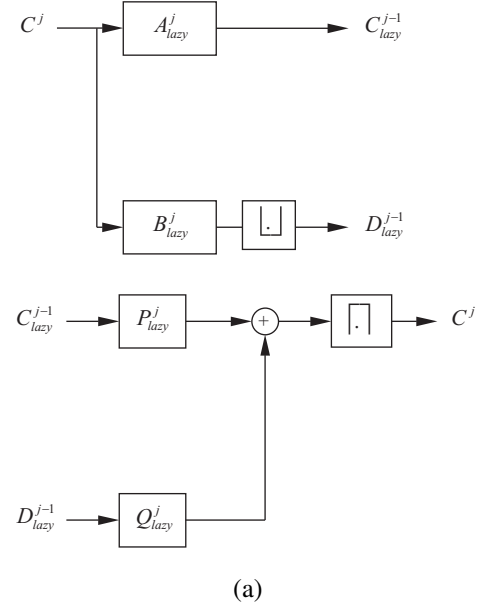 C^j A^j_lazy C^{j-1}_lazy
B^j_lazy ⌊.⌋ D^{j-1}_lazy
C^{j-1}_lazy P^j_lazy + ⌈.⌉ C^j
D^{j-1}_lazy Q^j_lazy
(a)